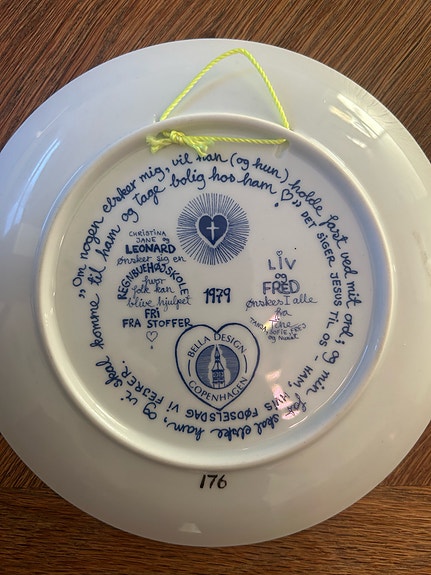 „Om nogen elsker mig, vil han (og hun) holde fast ved mit ord; og min far skal elske ham, og vi skal komme til ham og tage bolig hos ham." DET SIGER JESUS TIL OS – HAM, HVIS FØDSELSDAG VI FEJRER.
CHRISTINA
JANE og
LEONARD
ønsker sig en
REGNBUEHØJSKOLE
hvor
folk kan
blive hjulpet
FRI
FRA STOFFER
1979
LIV
og
FRED
ønskes I alle
fra
og Nuser
BELLA DESIGN
COPENHAGEN
176